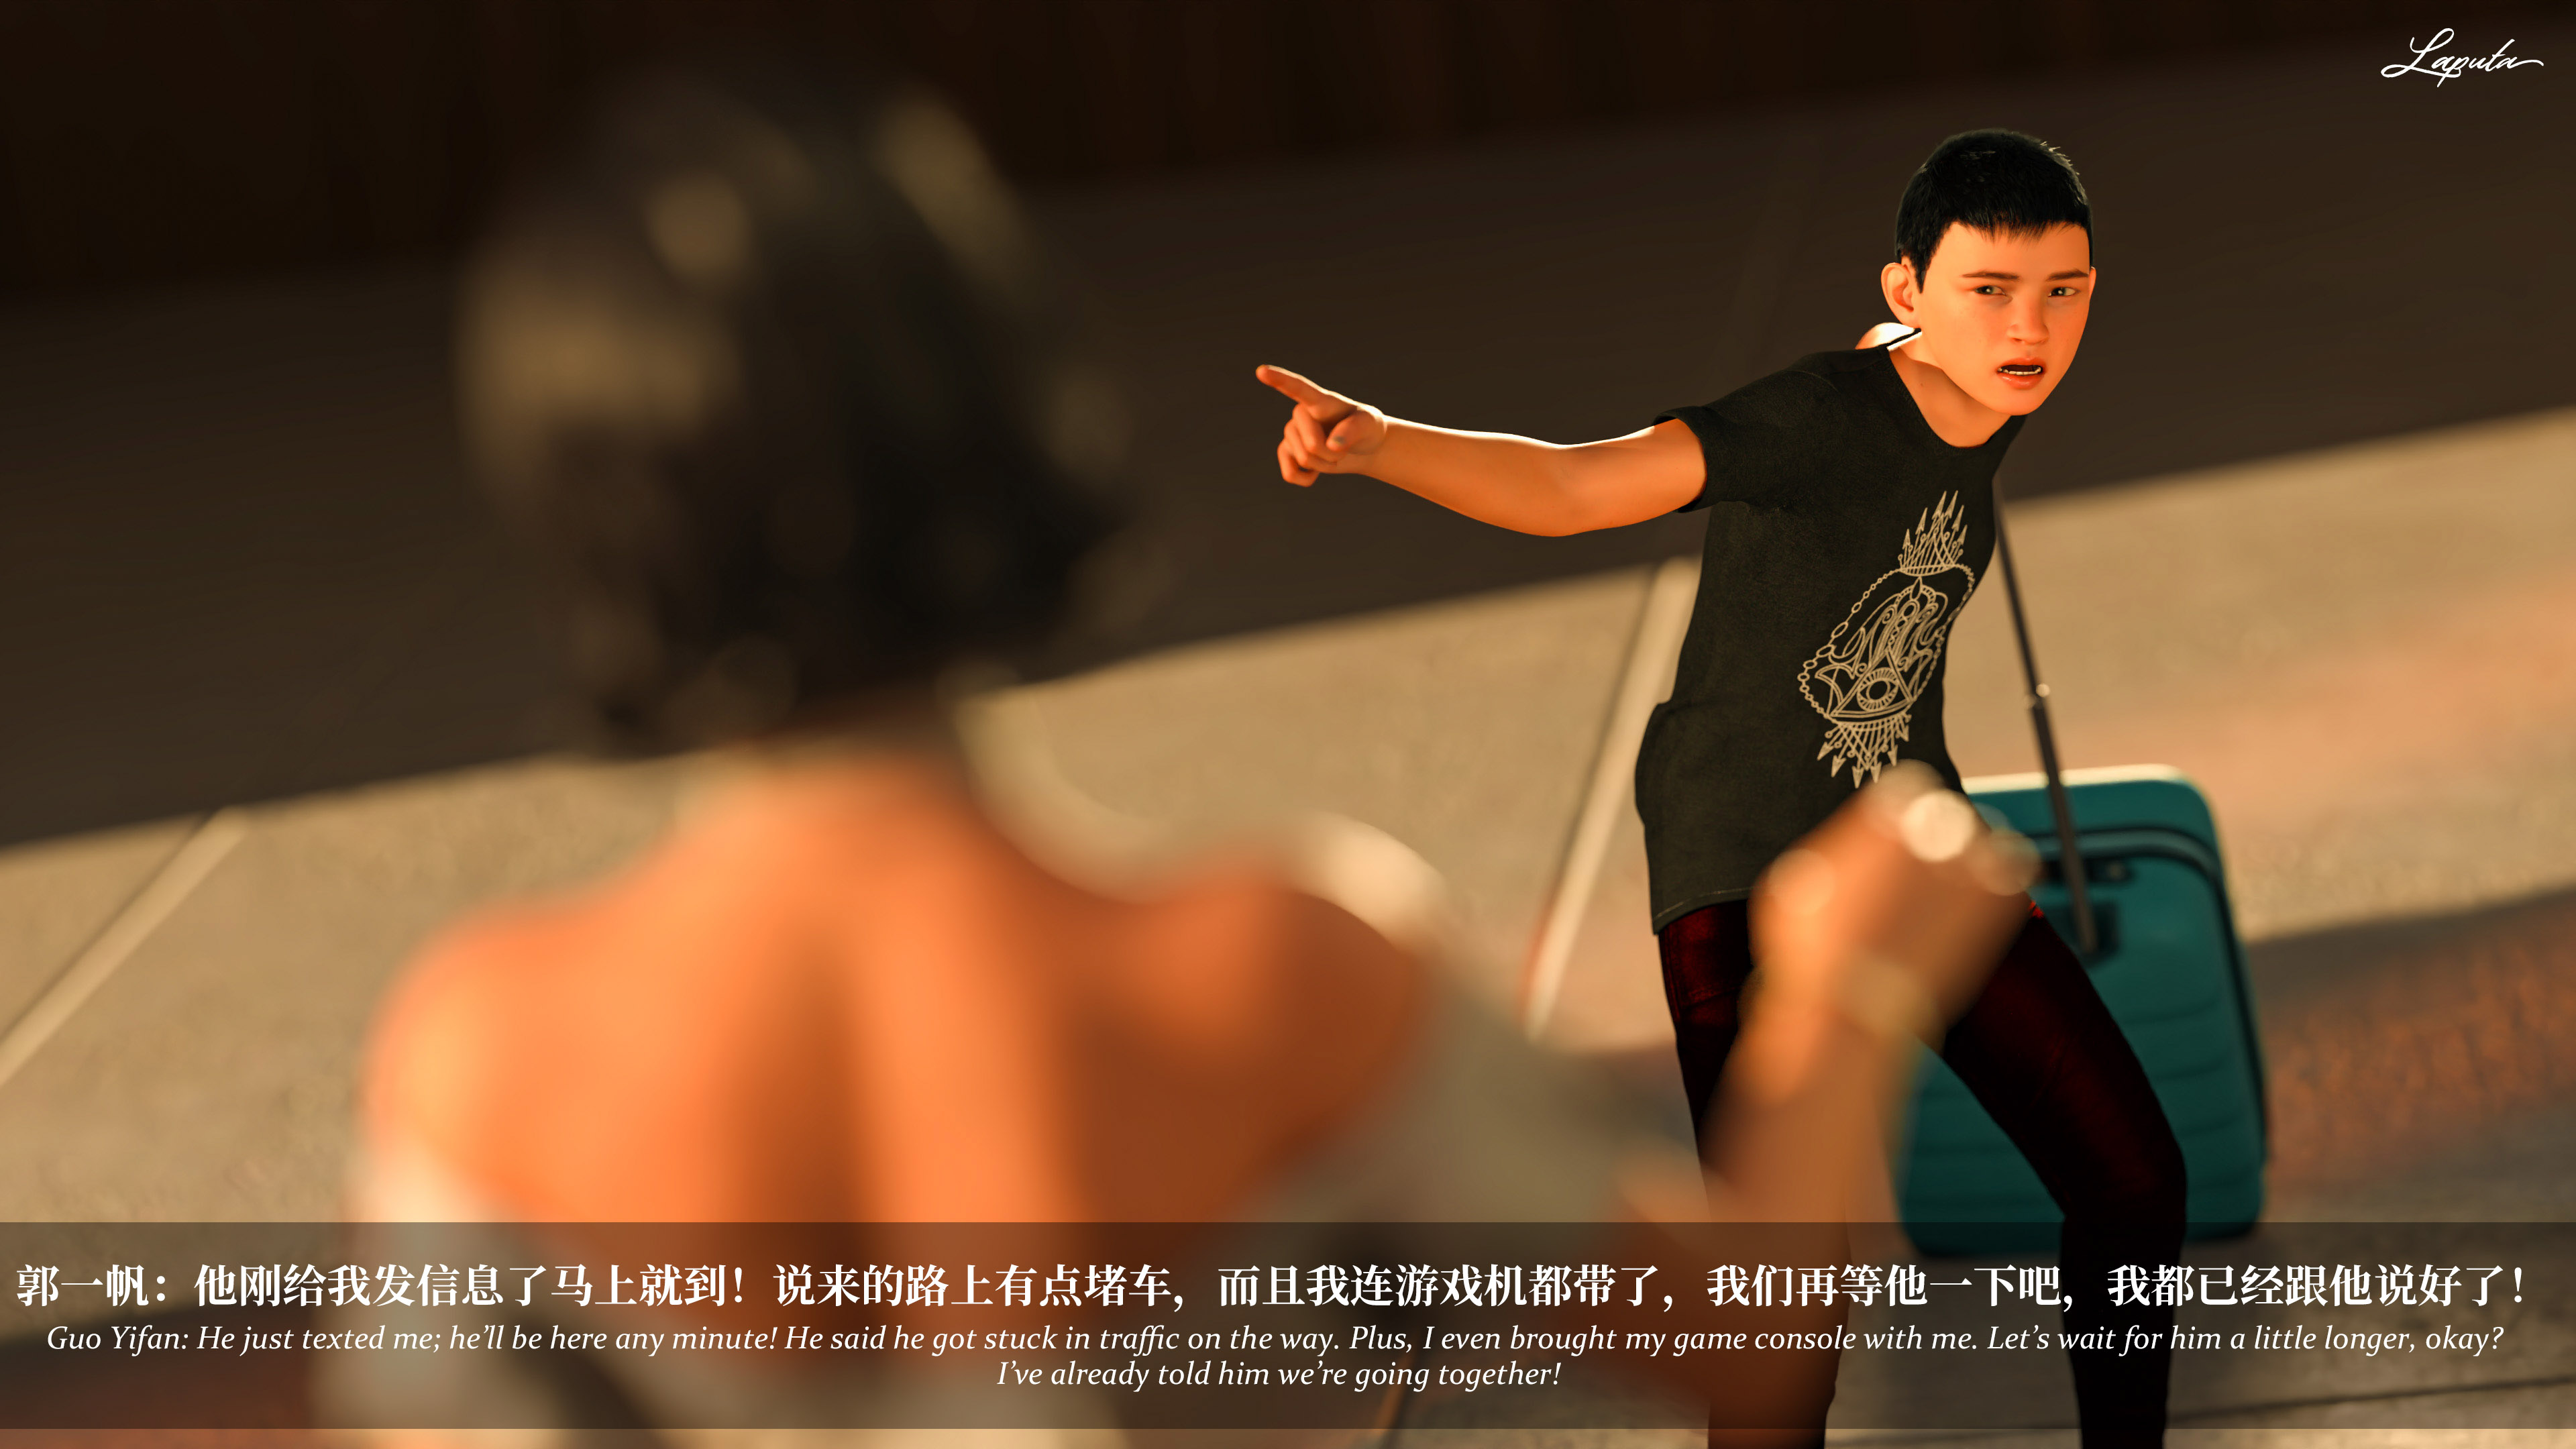 Laputa
郭一帆：他刚给我发信息了马上就到！说来的路上有点堵车，而且我连游戏机都带了，我们再等他一下吧，我都已经跟他说好了！
Guo Yifan: He just texted me; he’ll be here any minute! He said he got stuck in traffic on the way. Plus, I even brought my game console with me. Let’s wait for him a little longer, okay?
I’ve already told him we’re going together!